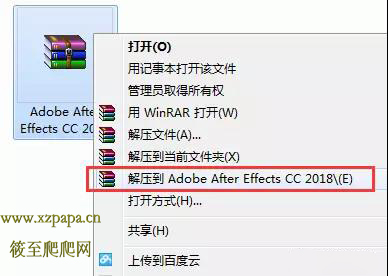 打开(O)
用记事本打开该文件
管理员取得所有权
用 WinRAR 打开(W)
解压文件(A)...
解压到当前文件夹(X)
解压到 Adobe After Effects CC 2018\(E)
打开方式(H)...
共享(H)
上传到百度云
Adobe After
Effects CC 20
www.xzpapa.cn
筱至爬爬网